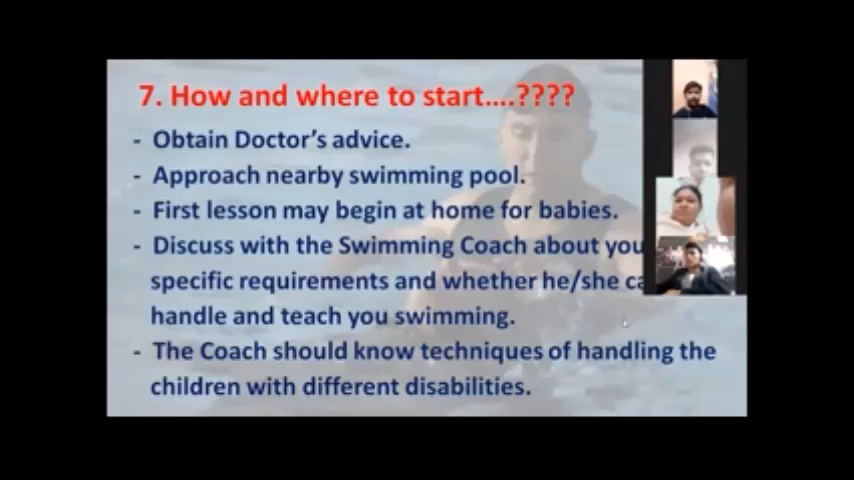 7. How and where to start....????
- Obtain Doctor's advice.
- Approach nearby swimming pool.
- First lesson may begin at home for babies.
- Discuss with the Swimming Coach about
specific requirements and whether he/she
handle and teach you swimming.
- The Coach should know techniques of handling the
children with different disabilities.